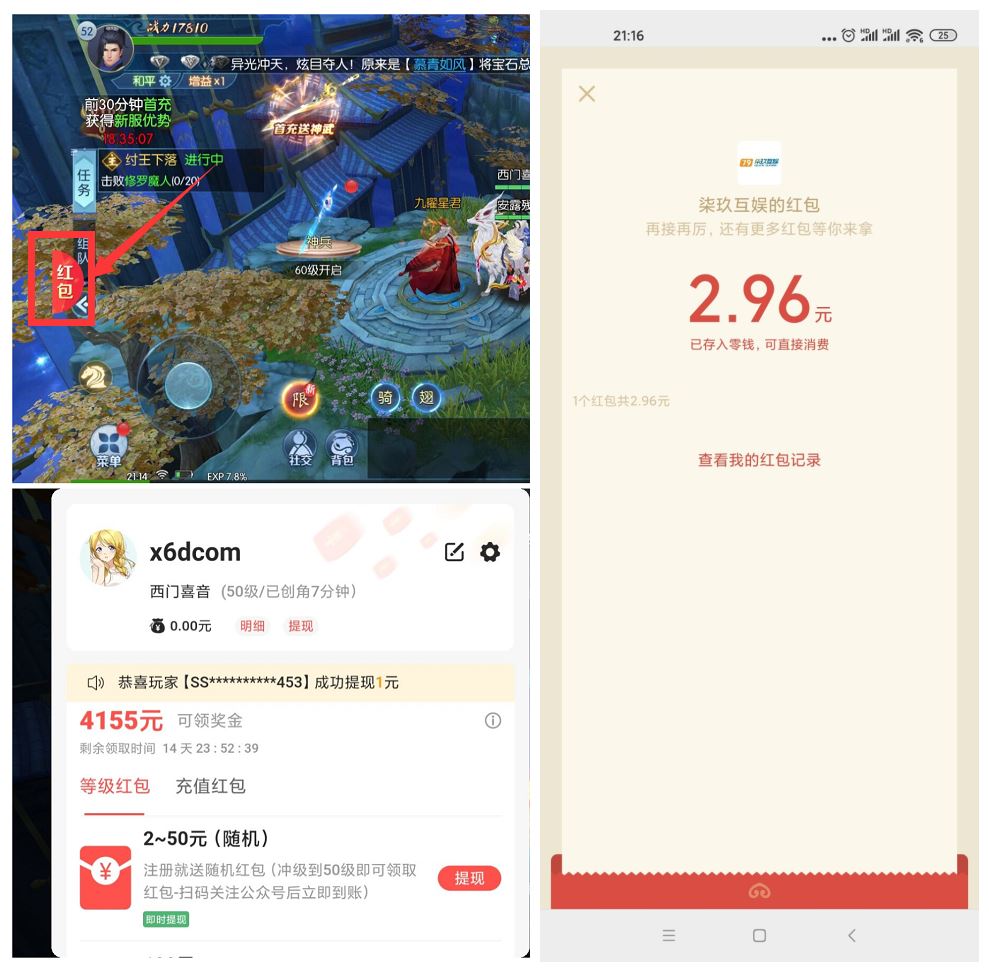 52
战力17810
异光冲天，炫目夺人！原来是【慕青如风】将宝石总
和平
增益x1
前30分钟首充
获得新服优势
18:35:07
首充送神武
任务
主 纣王下落 进行中
击败修罗魔人(0/20)
组队
红包
神兵
60级开启
九曜星君
西门喜
安露残
限
新
骑
翅
菜单
社交
背包
21:14
EXP 7.8%
x6dcom
西门喜音 (50级/已创角7分钟)
0.00元
明细
提现
恭喜玩家【SS**********453】成功提现1元
4155元 可领奖金
剩余领取时间 14 天 23 : 52 : 39
等级红包 充值红包
2~50元（随机）
注册就送随机红包（冲级到50级即可领取
红包-扫码关注公众号后立即到账）
提现
即时提现
21:16
HD HD
25
79 柒玖互娱
柒玖互娱的红包
再接再厉，还有更多红包等你来拿
2.96元
已存入零钱，可直接消费
1个红包共2.96元
查看我的红包记录